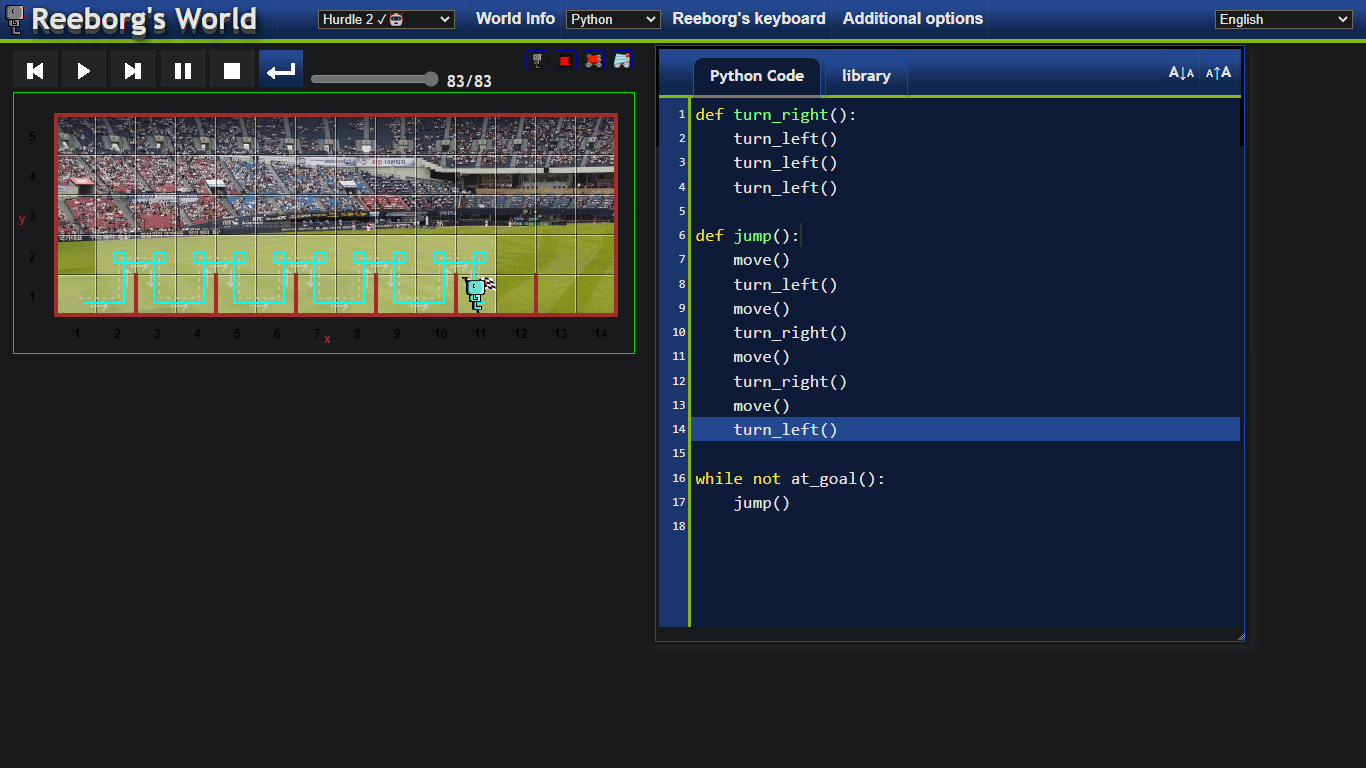 Reeborg's World
Hurdle 2 ✓
World Info
Python
Reeborg's keyboard
Additional options
English
83/83
5
4
y 3
2
1
1 2 3 4 5 6 7 8 9 10 11 12 13 14
x
Python Code
library
A↓A
A↑A
1 def turn_right():
2     turn_left()
3     turn_left()
4     turn_left()
5
6 def jump():
7     move()
8     turn_left()
9     move()
10     turn_right()
11     move()
12     turn_right()
13     move()
14     turn_left()
15
16 while not at_goal():
17     jump()
18